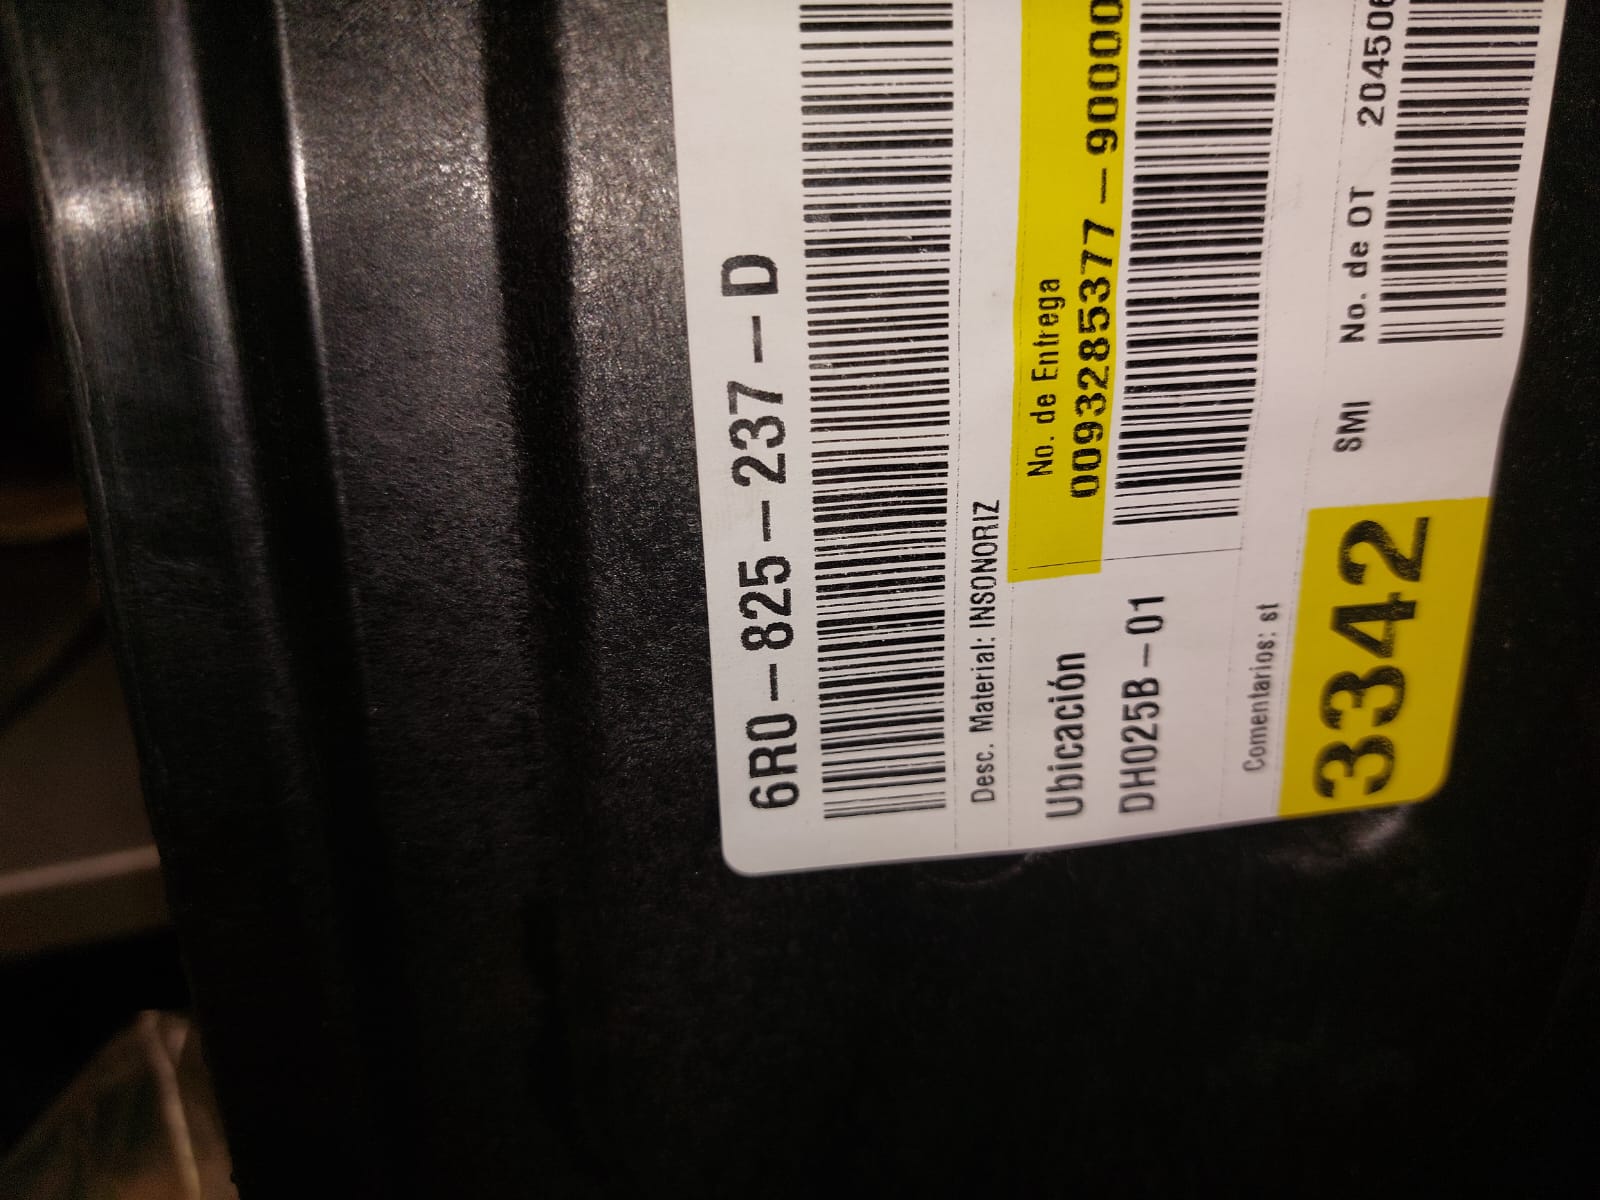 6R0-825-237-D
Desc. Material: INSONORIZ
No. de Entrega
0093285377-90000
Ubicación
DH025B-01
Comentarios: st
SMI No. de OT
3342